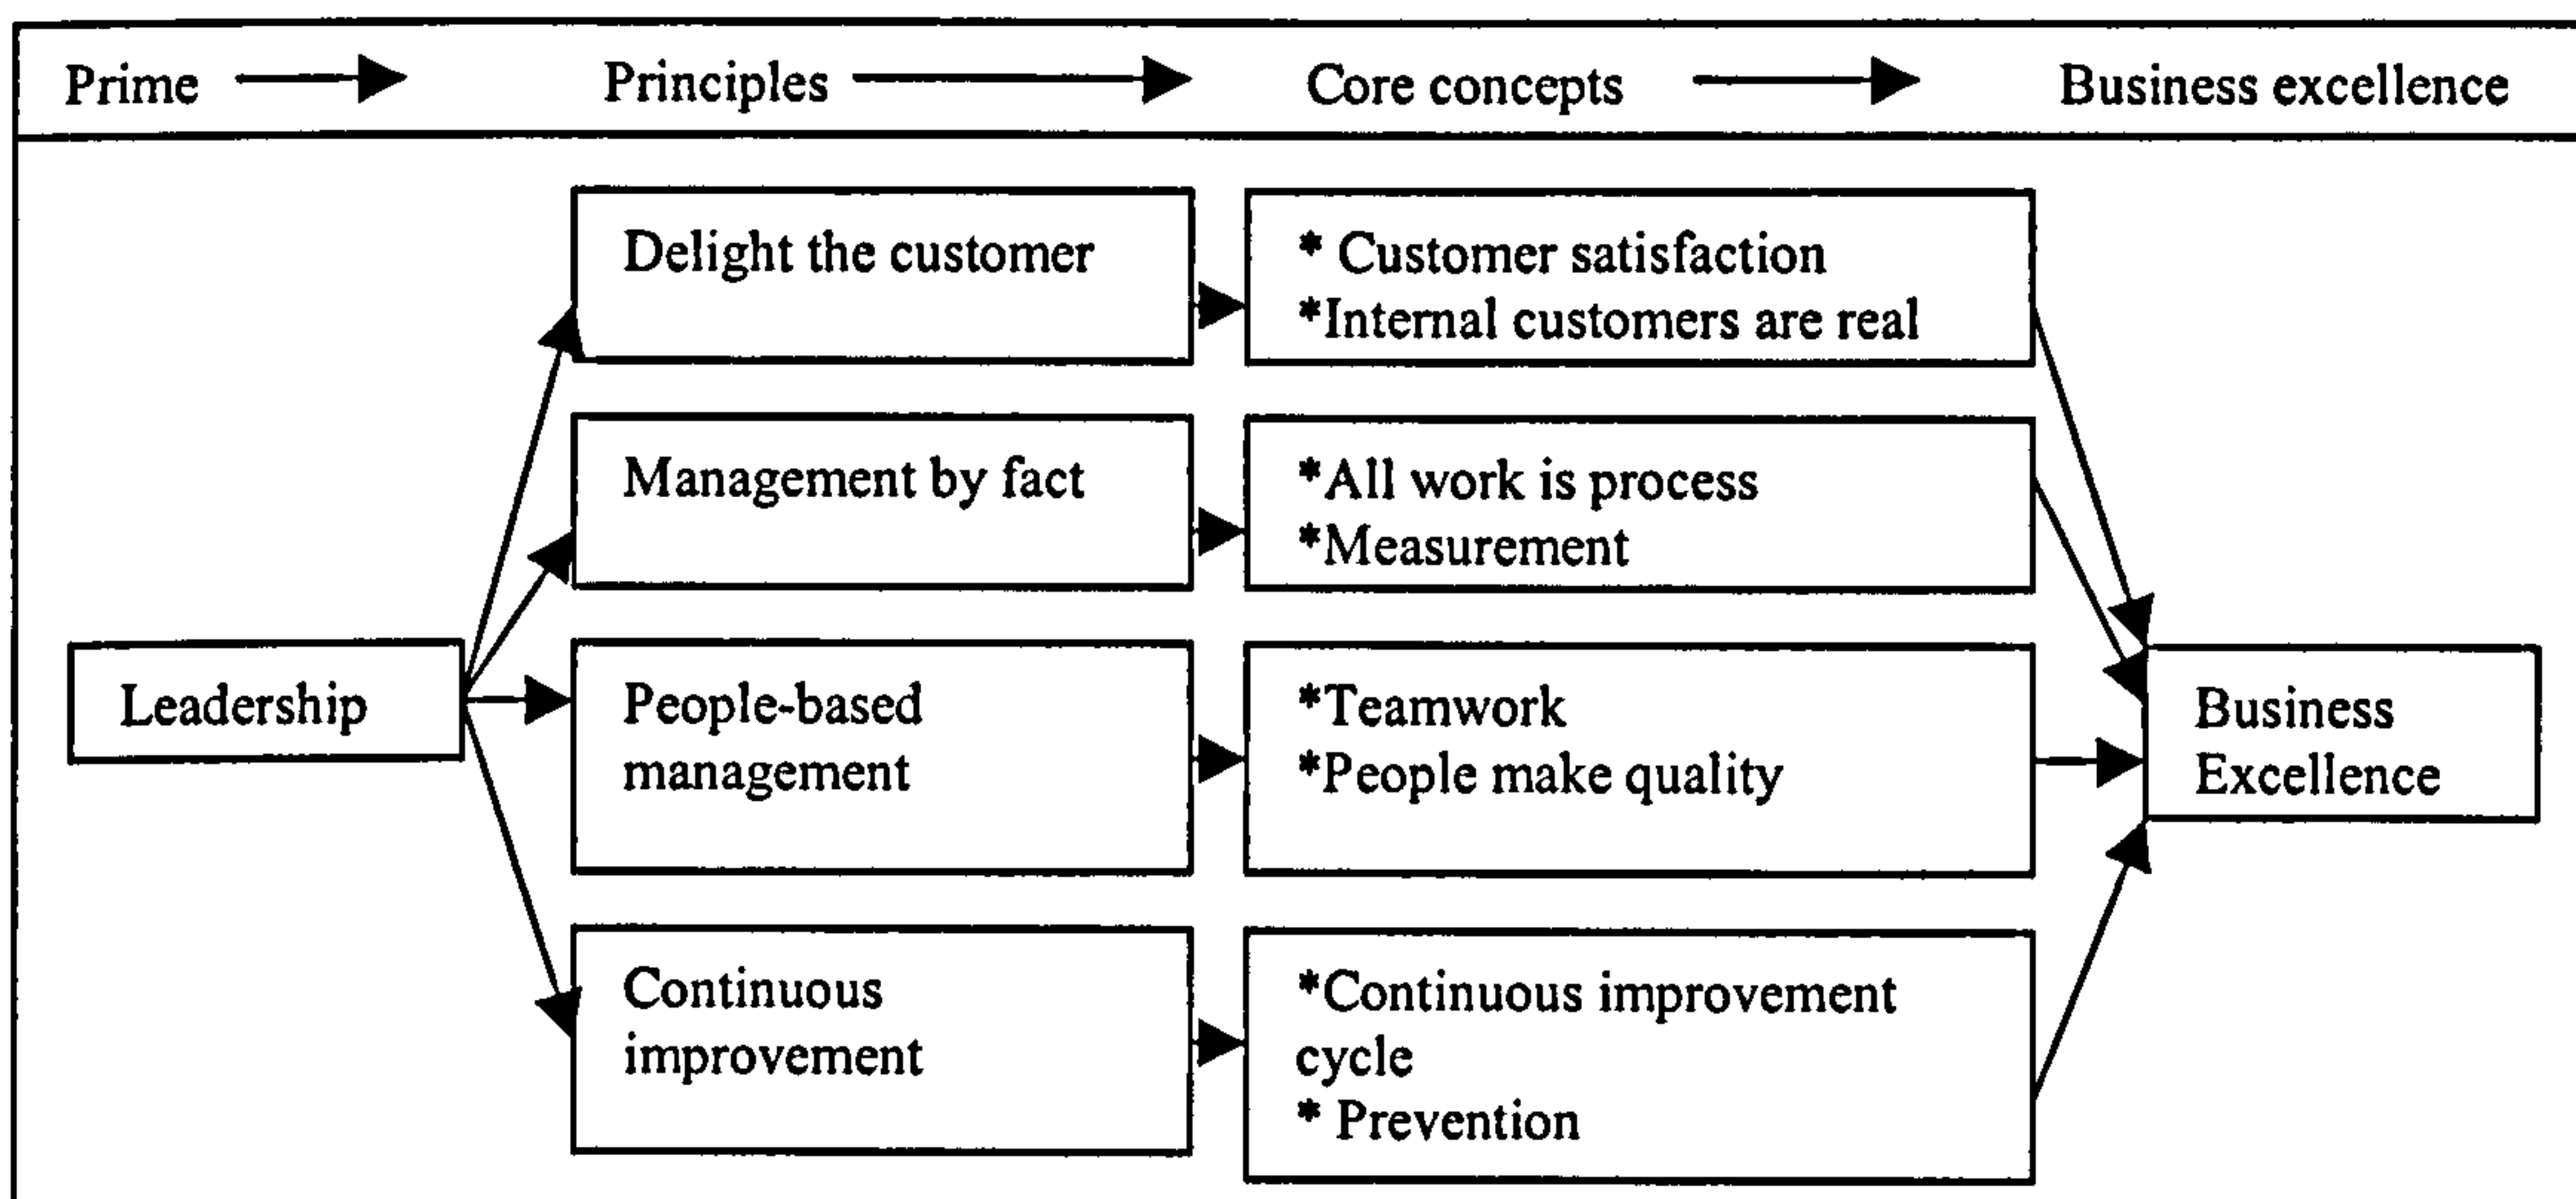 Prime Principles Core concepts Business excellence
Delight the customer
* Customer satisfaction
*Internal customers are real
Management by fact
*All work is process
*Measurement
Leadership
People-based
management
*Teamwork
*People make quality
Business
Excellence
Continuous
improvement
*Continuous improvement
cycle
* Prevention